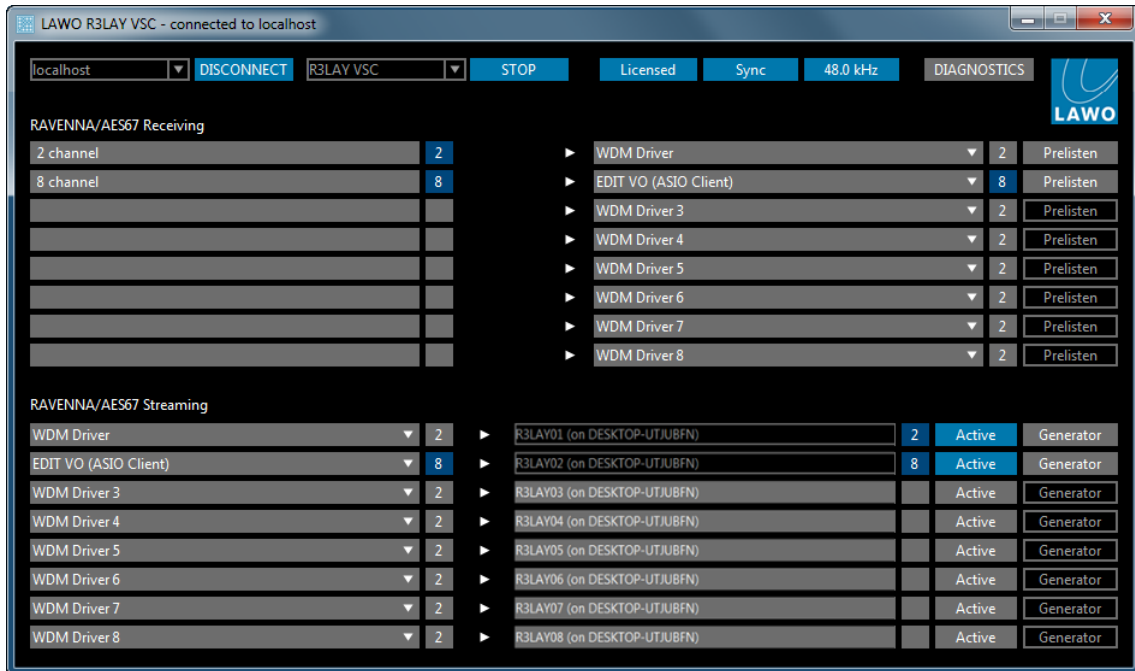 LAWO R3LAY VSC - connected to localhost
localhost DISCONNECT R3LAY VSC STOP Licensed Sync 48.0 kHz DIAGNOSTICS
LAWO
RAVENNA/AES67 Receiving
2 channel 2 WDM Driver 2 Prelisten
8 channel 8 EDIT VO (ASIO Client) 8 Prelisten
WDM Driver 3 2 Prelisten
WDM Driver 4 2 Prelisten
WDM Driver 5 2 Prelisten
WDM Driver 6 2 Prelisten
WDM Driver 7 2 Prelisten
WDM Driver 8 2 Prelisten
RAVENNA/AES67 Streaming
WDM Driver 2 R3LAY01 (on DESKTOP-UTJUBFN) 2 Active Generator
EDIT VO (ASIO Client) 8 R3LAY02 (on DESKTOP-UTJUBFN) 8 Active Generator
WDM Driver 3 2 R3LAY03 (on DESKTOP-UTJUBFN) Active Generator
WDM Driver 4 2 R3LAY04 (on DESKTOP-UTJUBFN) Active Generator
WDM Driver 5 2 R3LAY05 (on DESKTOP-UTJUBFN) Active Generator
WDM Driver 6 2 R3LAY06 (on DESKTOP-UTJUBFN) Active Generator
WDM Driver 7 2 R3LAY07 (on DESKTOP-UTJUBFN) Active Generator
WDM Driver 8 2 R3LAY08 (on DESKTOP-UTJUBFN) Active Generator